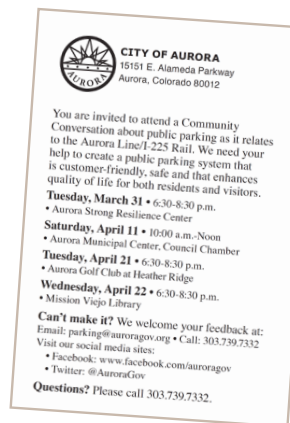 AURORA
CITY OF AURORA
15151 E. Alameda Parkway
Aurora, Colorado 80012
You are invited to attend a Community
Conversation about public parking as it relates
to the Aurora Line/I-225 Rail. We need your
help to create a public parking system that
is customer-friendly, safe and that enhances
quality of life for both residents and visitors.
Tuesday, March 31 • 6:30-8:30 p.m.
• Aurora Strong Resilience Center
Saturday, April 11 • 10:00 a.m.-Noon
• Aurora Municipal Center, Council Chamber
Tuesday, April 21 • 6:30-8:30 p.m.
• Aurora Golf Club at Heather Ridge
Wednesday, April 22 • 6:30-8:30 p.m.
• Mission Viejo Library
Can't make it? We welcome your feedback at:
Email: parking@auroragov.org • Call: 303.739.7332
Visit our social media sites:
• Facebook: www.facebook.com/auroragov
• Twitter: @AuroraGov
Questions? Please call 303.739.7332.